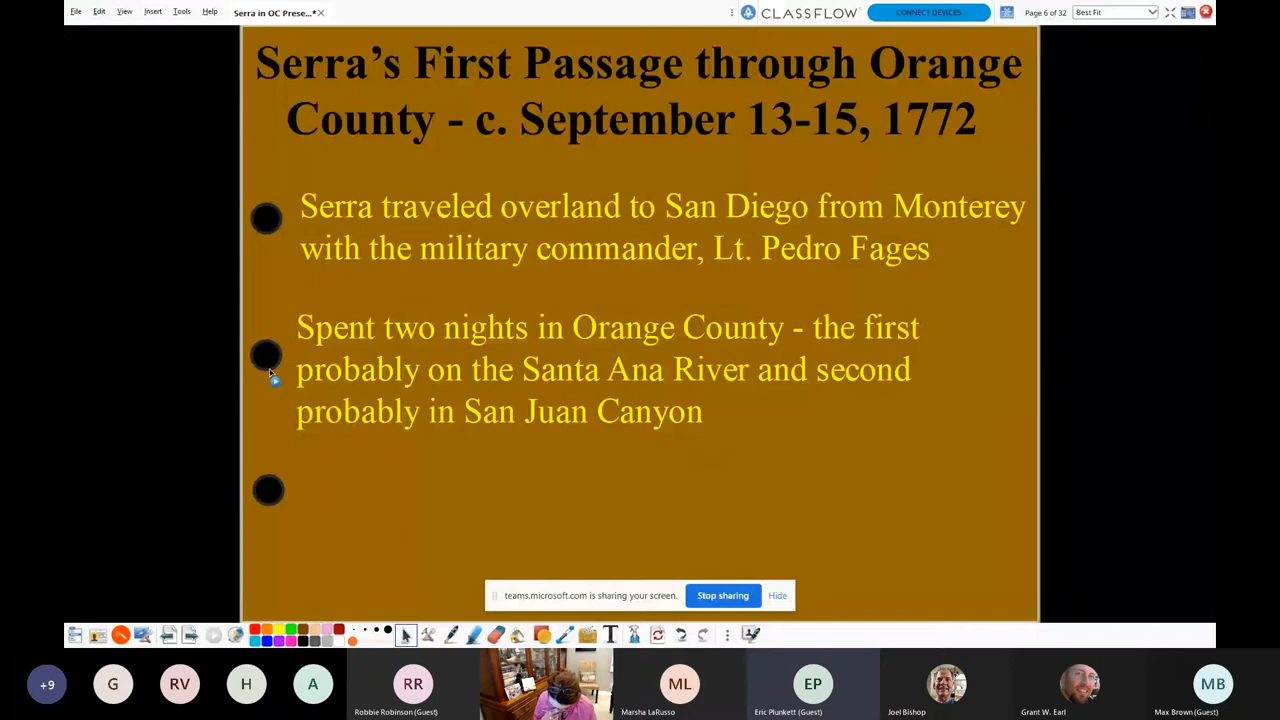 File Edit View Insert Tools Help
Serra in OC Prese...*
CLASSFLOW
CONNECT DEVICES
Page 6 of 32
Best Fit
Serra’s First Passage through Orange
County - c. September 13-15, 1772
Serra traveled overland to San Diego from Monterey
with the military commander, Lt. Pedro Fages
Spent two nights in Orange County - the first
probably on the Santa Ana River and second
probably in San Juan Canyon
teams.microsoft.com is sharing your screen.
Stop sharing
Hide
+9
G
RV
H
A
RR
Robbie Robinson (Guest)
ML
Marsha LaRusso
EP
Eric Plunkett (Guest)
Joel Bishop
Grant W. Earl
MB
Max Brown (Guest)